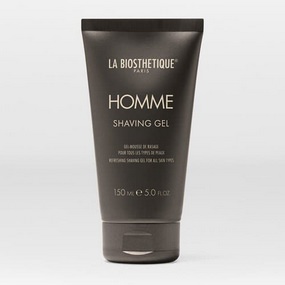 LA BIOSTHETIQUE
PARIS
HOMME
SHAVING GEL
GEL-MOUSSE DE RASAGE
POUR TOUS LES TYPES DE PEAUX
REFRESHING SHAVING GEL FOR ALL SKIN TYPES
150 ML e 5.0 FL.OZ